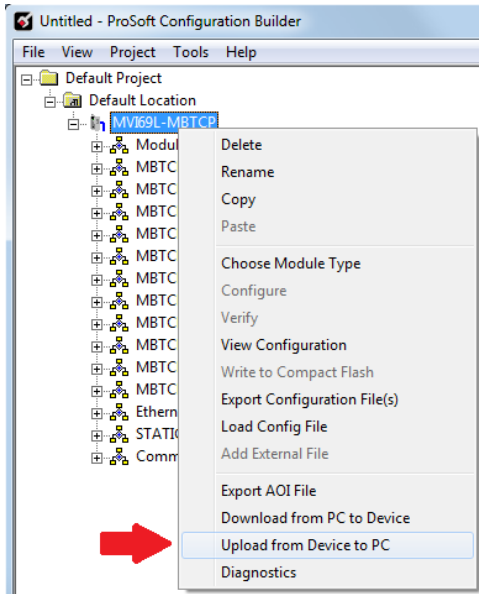 Untitled - ProSoft Configuration Builder
File View Project Tools Help
Default Project
Default Location
MVI69L-MBTCP
Modul
MBTC
MBTC
MBTC
MBTC
MBTC
MBTC
MBTC
MBTC
MBTC
MBTC
MBTC
Ethern
STATIC
Comm
Delete
Rename
Copy
Paste
Choose Module Type
Configure
Verify
View Configuration
Write to Compact Flash
Export Configuration File(s)
Load Config File
Add External File
Export AOI File
Download from PC to Device
Upload from Device to PC
Diagnostics